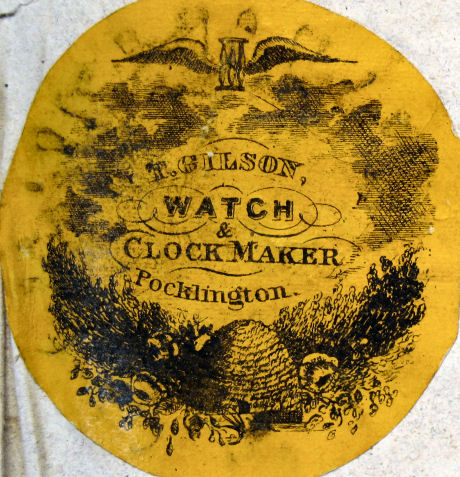 T. GILSON,
WATCH
&
CLOCK MAKER
Pocklington.